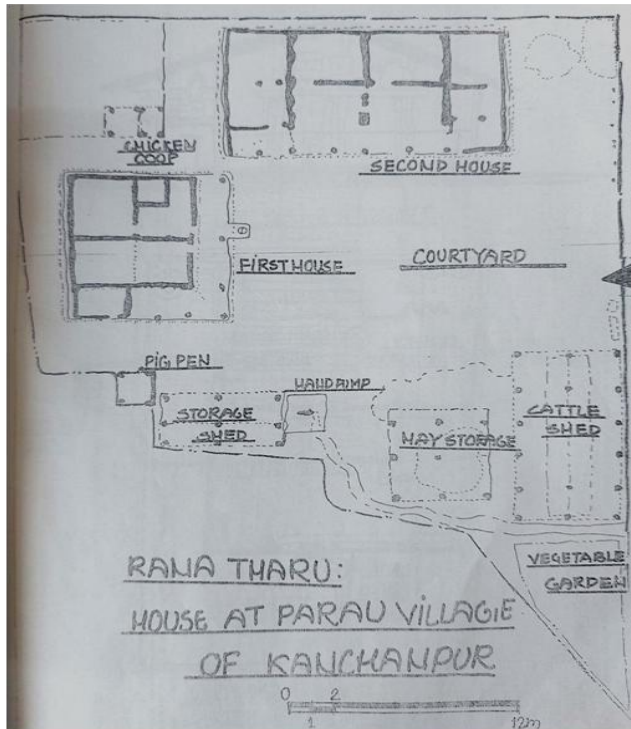 CHICKEN
COOP
SECOND HOUSE
FIRST HOUSE
COURTYARD
PIG PEN
HANDPUMP
STORAGE
SHED
HAY STORAGE
CATTLE
SHED
VEGETABLE
GARDEN
RANA THARU:
HOUSE AT PARAU VILLAGE
OF KANCHANPUR
0 2
1 12m